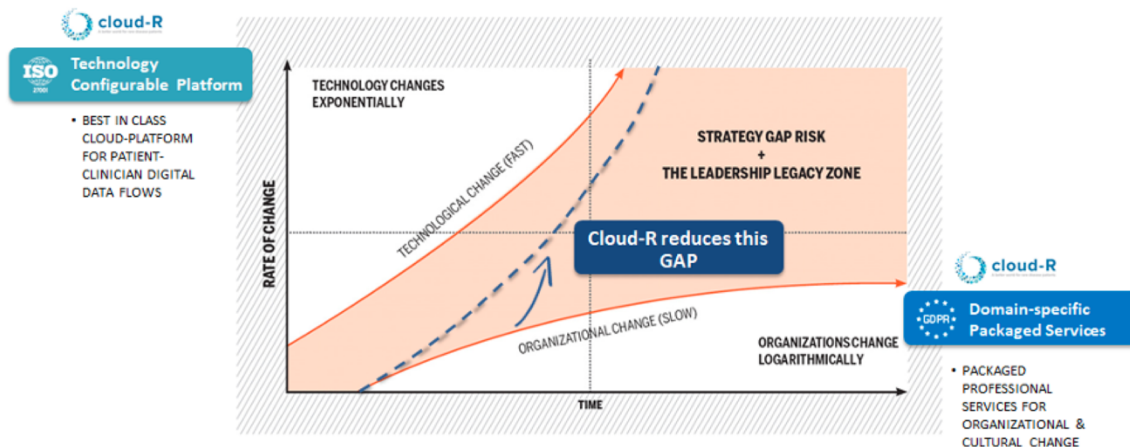 cloud-R
ISO
27001
Technology
Configurable Platform
• BEST IN CLASS
CLOUD-PLATFORM
FOR PATIENT-
CLINICIAN DIGITAL
DATA FLOWS
TECHNOLOGY CHANGES
EXPONENTIALLY
TECHNOLOGICAL CHANGE (FAST)
STRATEGY GAP RISK
+
THE LEADERSHIP LEGACY ZONE
RATE OF CHANGE
Cloud-R reduces this
GAP
ORGANIZATIONAL CHANGE (SLOW)
ORGANIZATIONS CHANGE
LOGARITHMICALLY
TIME
cloud-R
GDPR
Domain-specific
Packaged Services
• PACKAGED
PROFESSIONAL
SERVICES FOR
ORGANIZATIONAL &
CULTURAL CHANGE